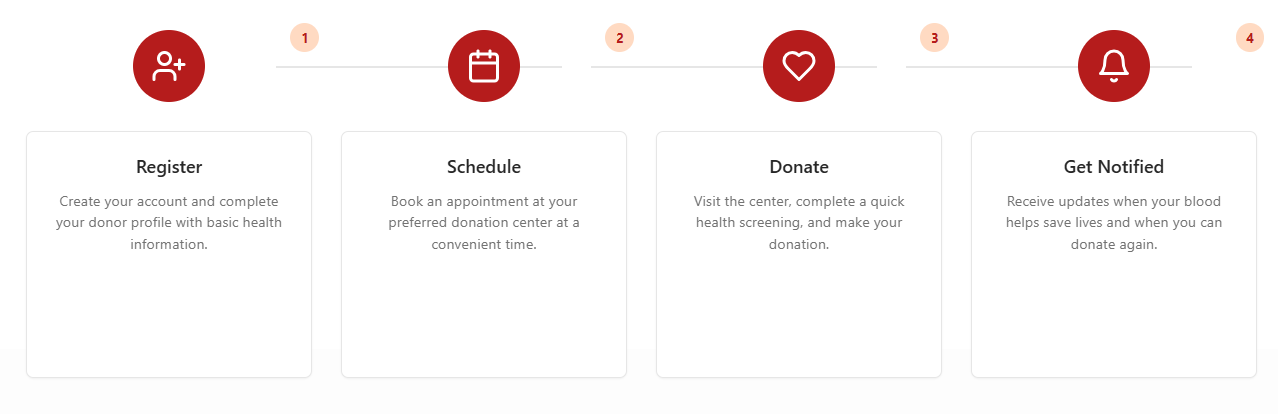 1
2
3
4
Register
Create your account and complete
your donor profile with basic health
information.
Schedule
Book an appointment at your
preferred donation center at a
convenient time.
Donate
Visit the center, complete a quick
health screening, and make your
donation.
Get Notified
Receive updates when your blood
helps save lives and when you can
donate again.